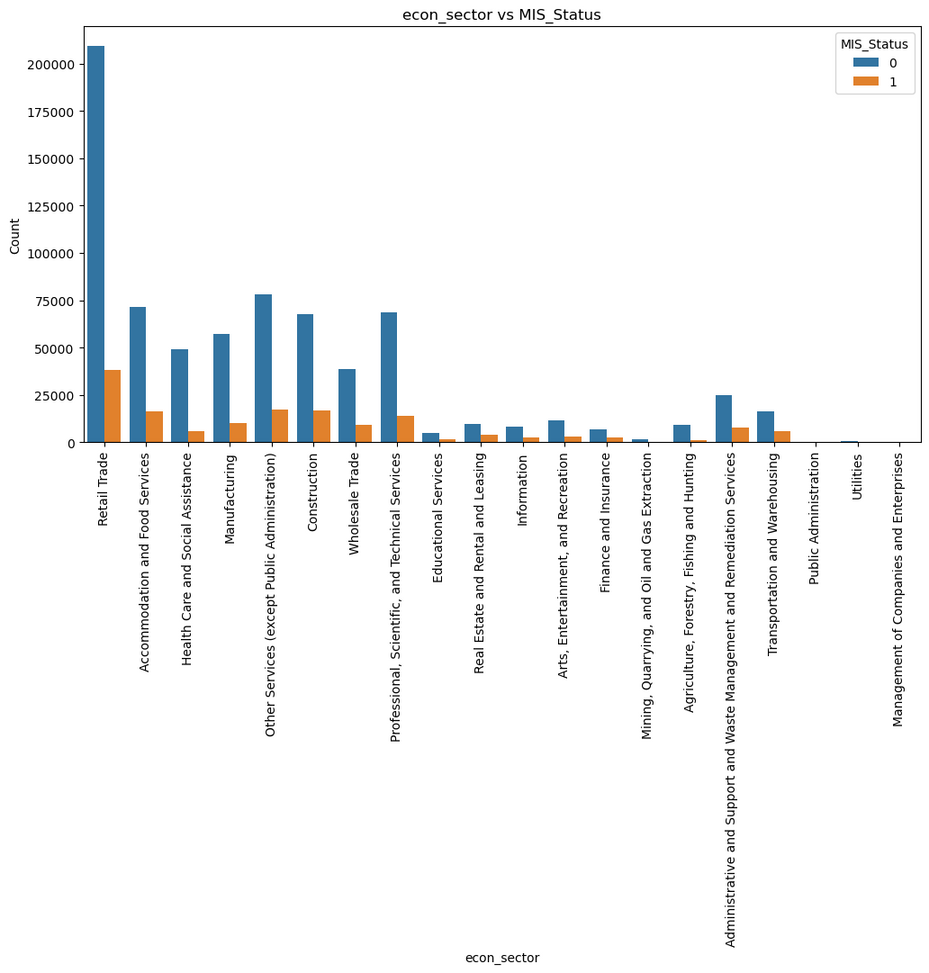 econ_sector vs MIS_Status
MIS_Status
0
1
Count
200000
175000
150000
125000
100000
75000
50000
25000
0
Retail Trade
Accommodation and Food Services
Health Care and Social Assistance
Manufacturing
Other Services (except Public Administration)
Construction
Wholesale Trade
Professional, Scientific, and Technical Services
Educational Services
Real Estate and Rental and Leasing
Information
Arts, Entertainment, and Recreation
Finance and Insurance
Mining, Quarrying, and Oil and Gas Extraction
Agriculture, Forestry, Fishing and Hunting
Administrative and Support and Waste Management and Remediation Services
Transportation and Warehousing
Public Administration
Utilities
Management of Companies and Enterprises
econ_sector